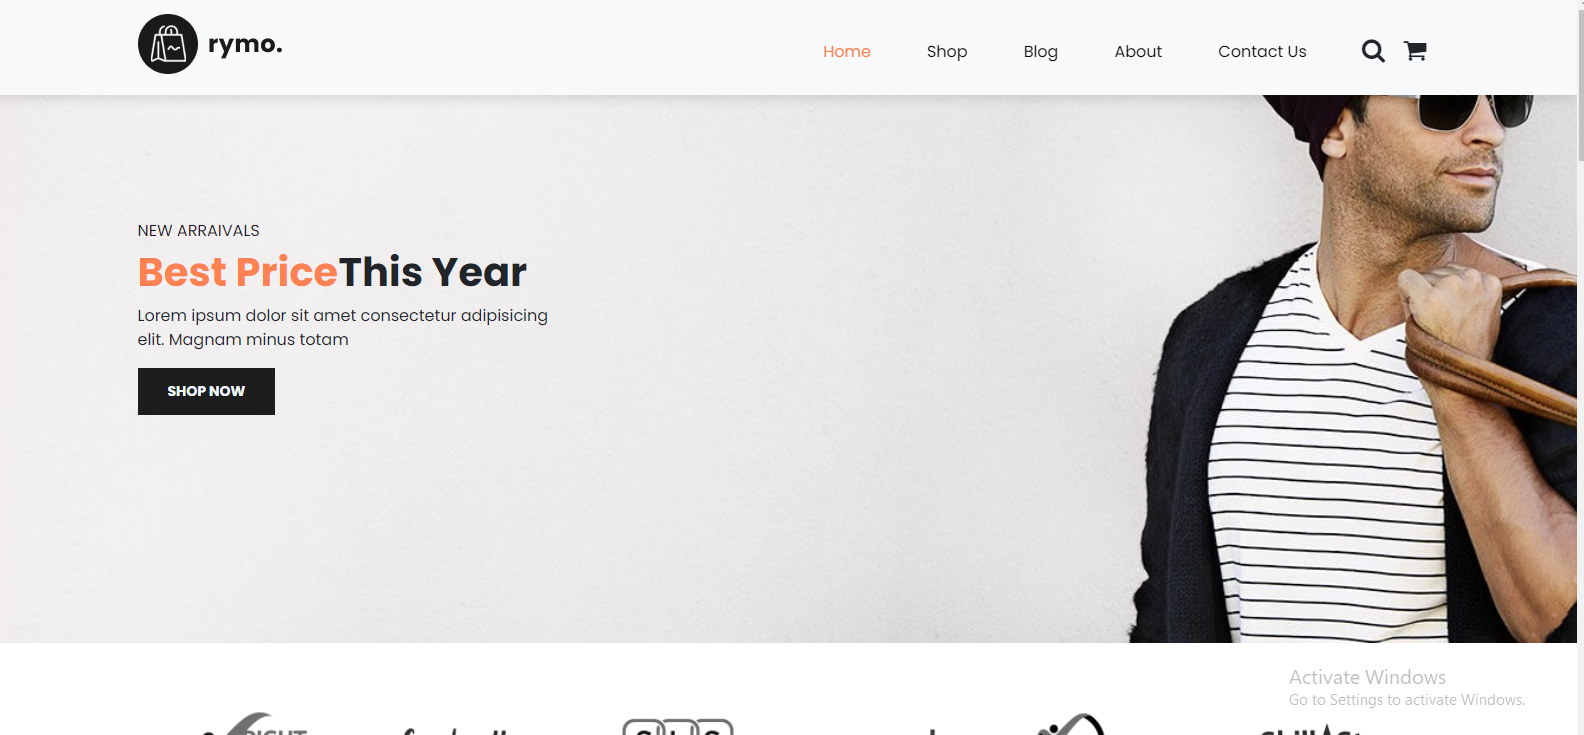 rymo.
Home Shop Blog About Contact Us
NEW ARRAIVALS
Best PriceThis Year
Lorem ipsum dolor sit amet consectetur adipisicing
elit. Magnam minus totam
SHOP NOW
Activate Windows
Go to Settings to activate Windows.